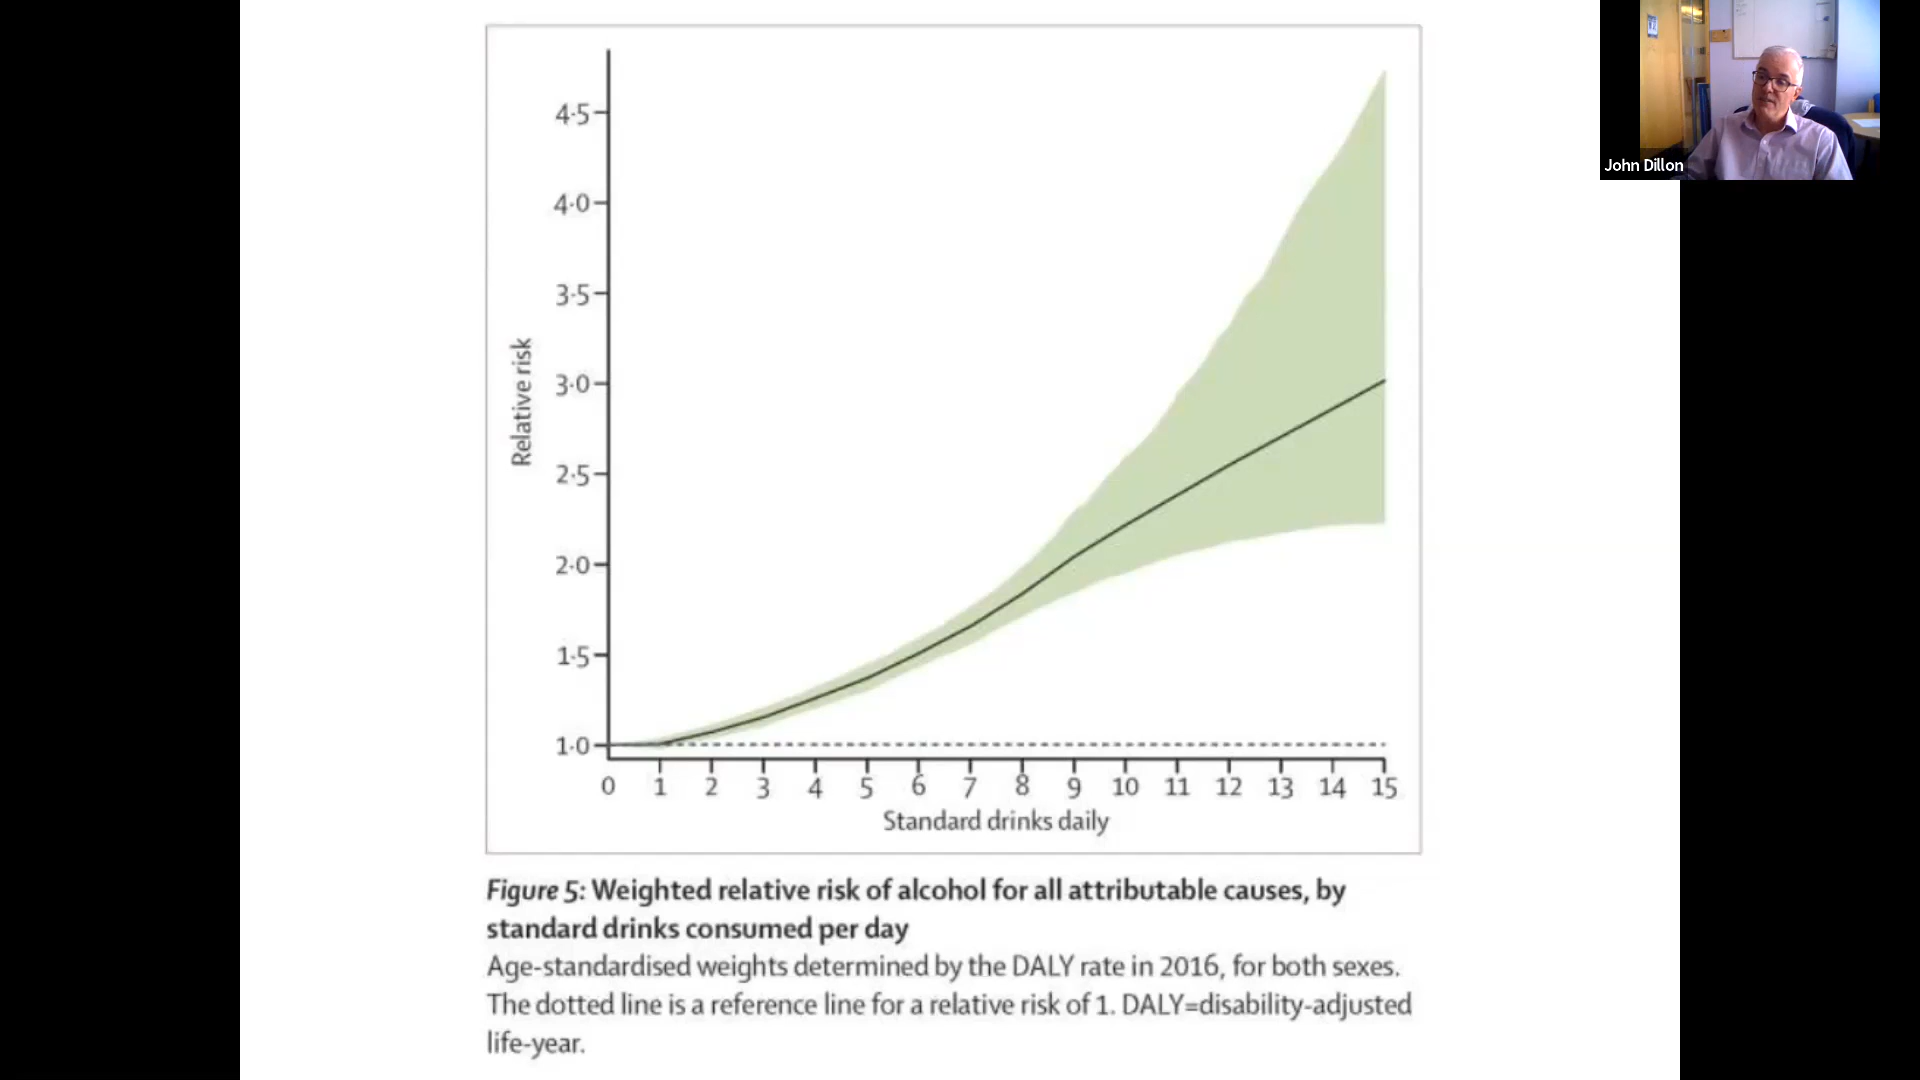 4·5
4·0
3·5
3·0
2·5
2·0
1·5
1·0
Relative risk
0 1 2 3 4 5 6 7 8 9 10 11 12 13 14 15
Standard drinks daily
Figure 5: Weighted relative risk of alcohol for all attributable causes, by
standard drinks consumed per day
Age-standardised weights determined by the DALY rate in 2016, for both sexes.
The dotted line is a reference line for a relative risk of 1. DALY=disability-adjusted
life-year.
John Dillon